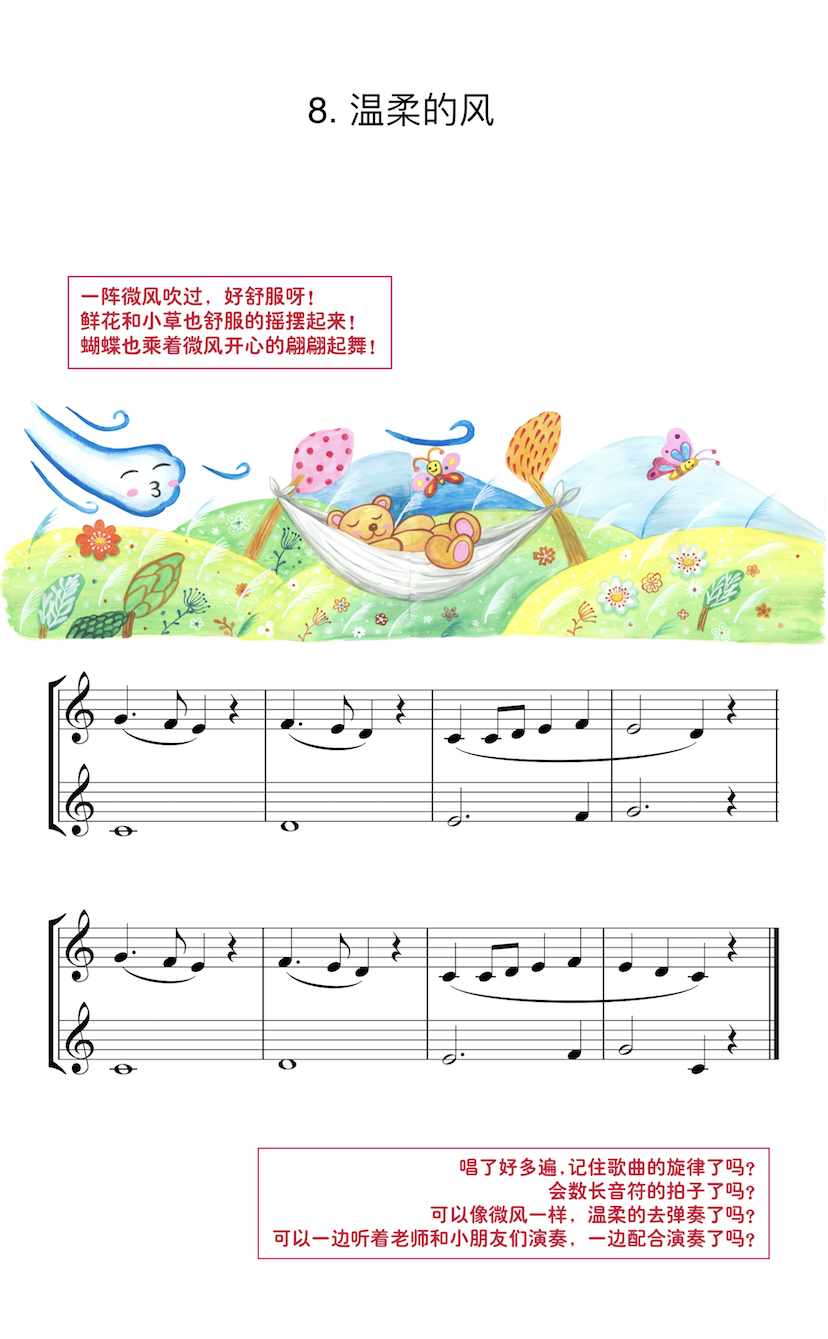 8. 温柔的风
一阵微风吹过，好舒服呀！
鲜花和小草也舒服的摇摆起来！
蝴蝶也乘着微风开心的翩翩起舞！
唱了好多遍,记住歌曲的旋律了吗？
会数长音符的拍子了吗？
可以像微风一样，温柔的去弹奏了吗？
可以一边听着老师和小朋友们演奏，一边配合演奏了吗？